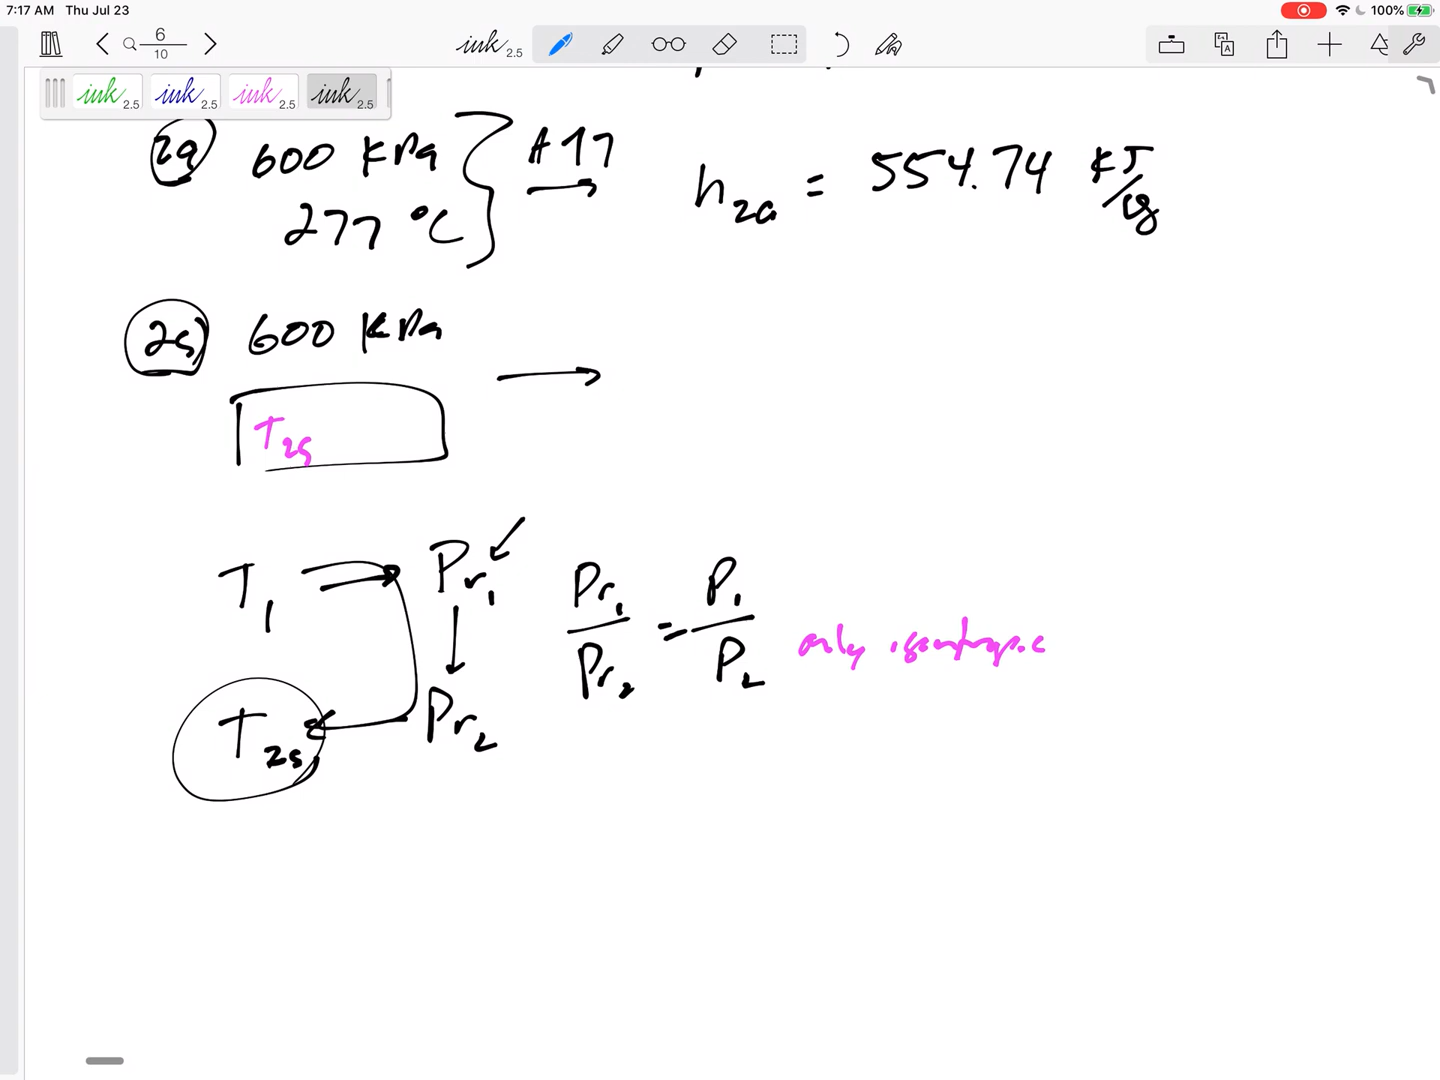 7:17 AM Thu Jul 23
100%
6
10
ink 2.5
ink 2.5 ink 2.5 ink 2.5 ink 2.5
2a 600 kPa A17 h2a = 554.74 kJ/kg
277 °C
2s 600 kPa
T2s
T1 Pr1 Pr1/Pr2 = P1/P2 only isentropic
T2s Pr2